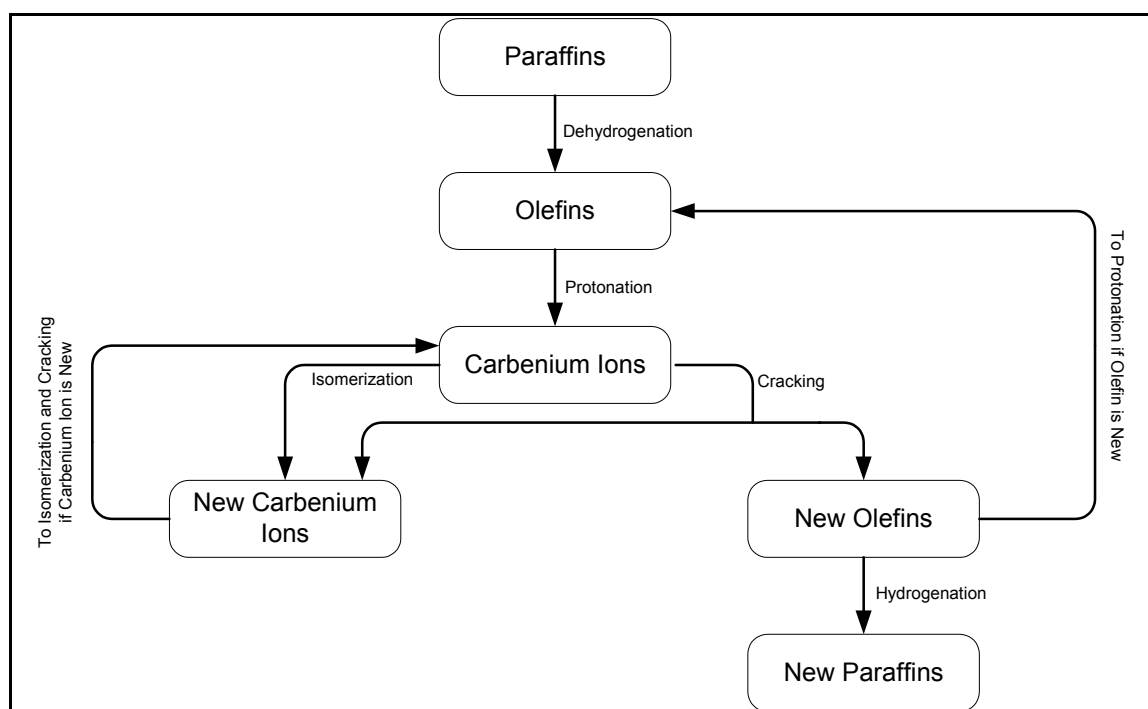 Paraffins
Dehydrogenation
Olefins
Protonation
Carbenium Ions
Isomerization
Cracking
To Isomerization and Cracking
if Carbenium Ion is New
To Protonation if Olefin is New
New Carbenium
Ions
New Olefins
Hydrogenation
New Paraffins